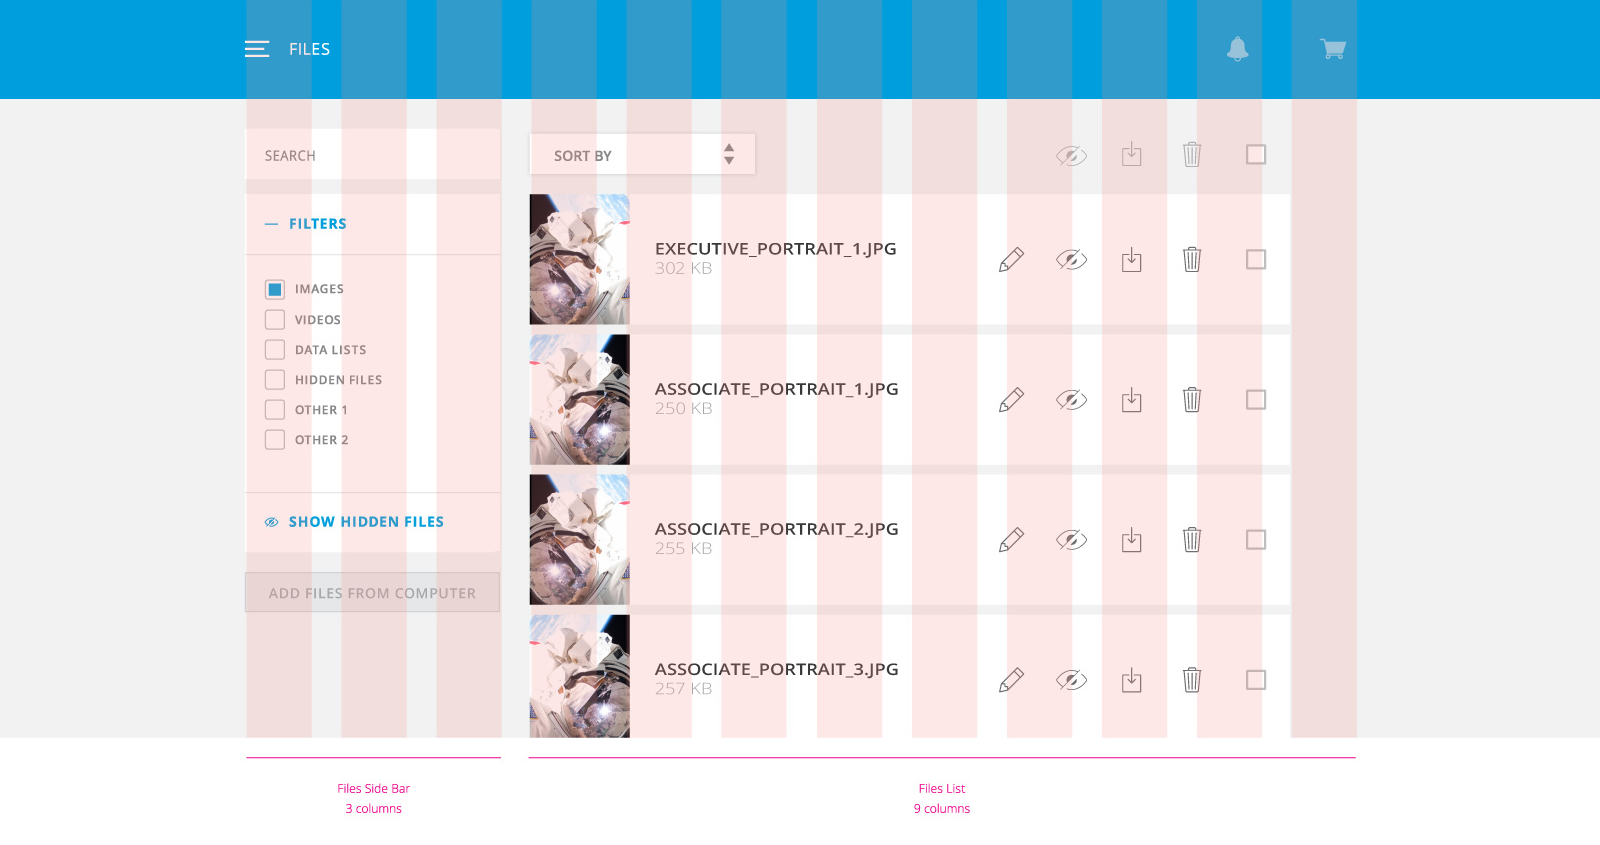 FILES
SEARCH
SORT BY
FILTERS
IMAGES
VIDEOS
DATA LISTS
HIDDEN FILES
OTHER 1
OTHER 2
SHOW HIDDEN FILES
ADD FILES FROM COMPUTER
EXECUTIVE_PORTRAIT_1.JPG
302 KB
ASSOCIATE_PORTRAIT_1.JPG
250 KB
ASSOCIATE_PORTRAIT_2.JPG
255 KB
ASSOCIATE_PORTRAIT_3.JPG
257 KB
Files Side Bar
3 columns
Files List
9 columns